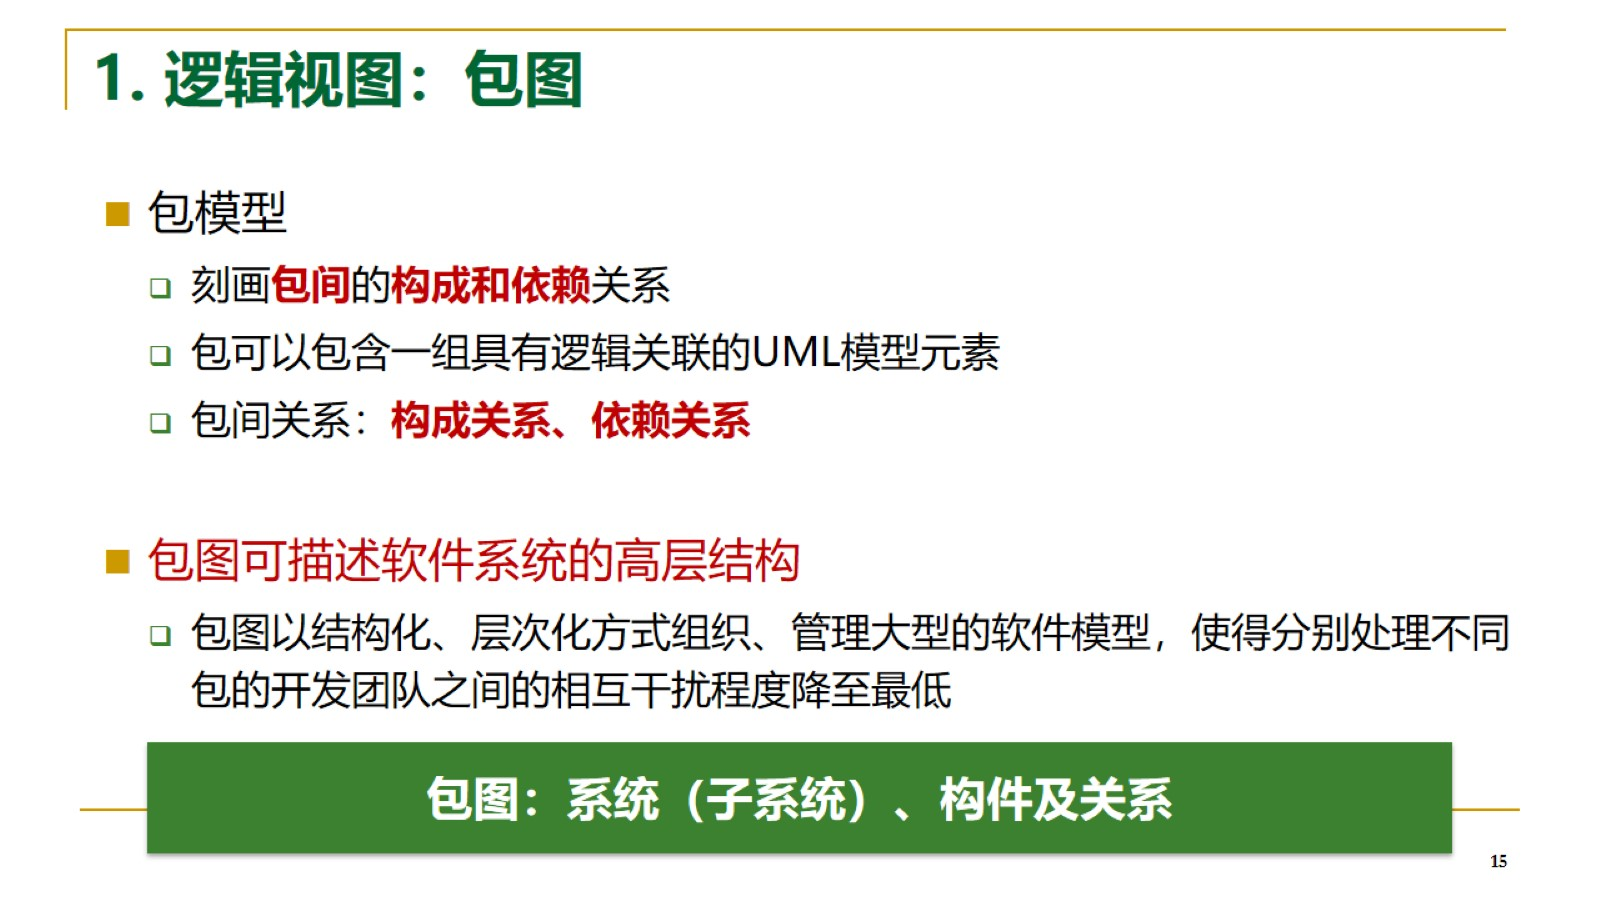 1. 逻辑视图：包图
包模型
刻画包间的构成和依赖关系
包可以包含一组具有逻辑关联的UML模型元素
包间关系：构成关系、依赖关系
包图可描述软件系统的高层结构
包图以结构化、层次化方式组织、管理大型的软件模型，使得分别处理不同
包的开发团队之间的相互干扰程度降至最低
包图：系统（子系统）、构件及关系
15